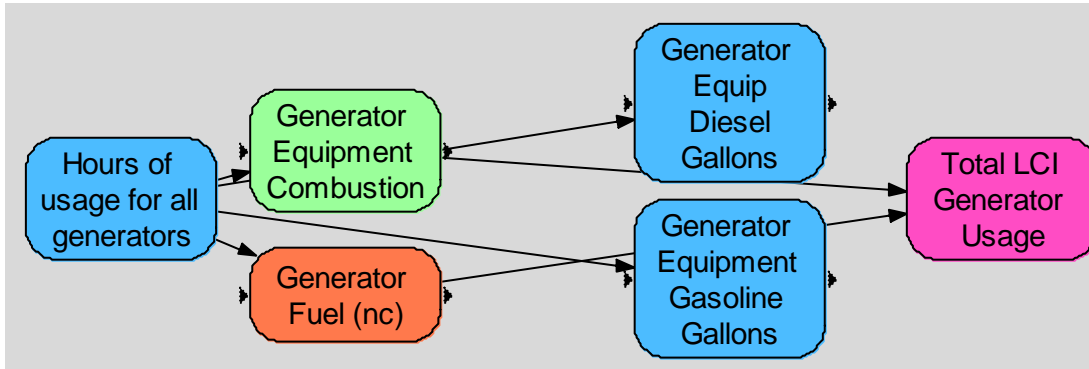 Hours of
usage for all
generators
Generator
Equipment
Combustion
Generator
Fuel (nc)
Generator
Equip
Diesel
Gallons
Generator
Equipment
Gasoline
Gallons
Total LCI
Generator
Usage